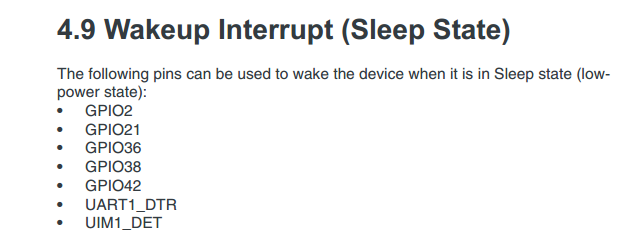 4.9 Wakeup Interrupt (Sleep State)
The following pins can be used to wake the device when it is in Sleep state (low-
power state):
• GPIO2
• GPIO21
• GPIO36
• GPIO38
• GPIO42
• UART1_DTR
• UIM1_DET